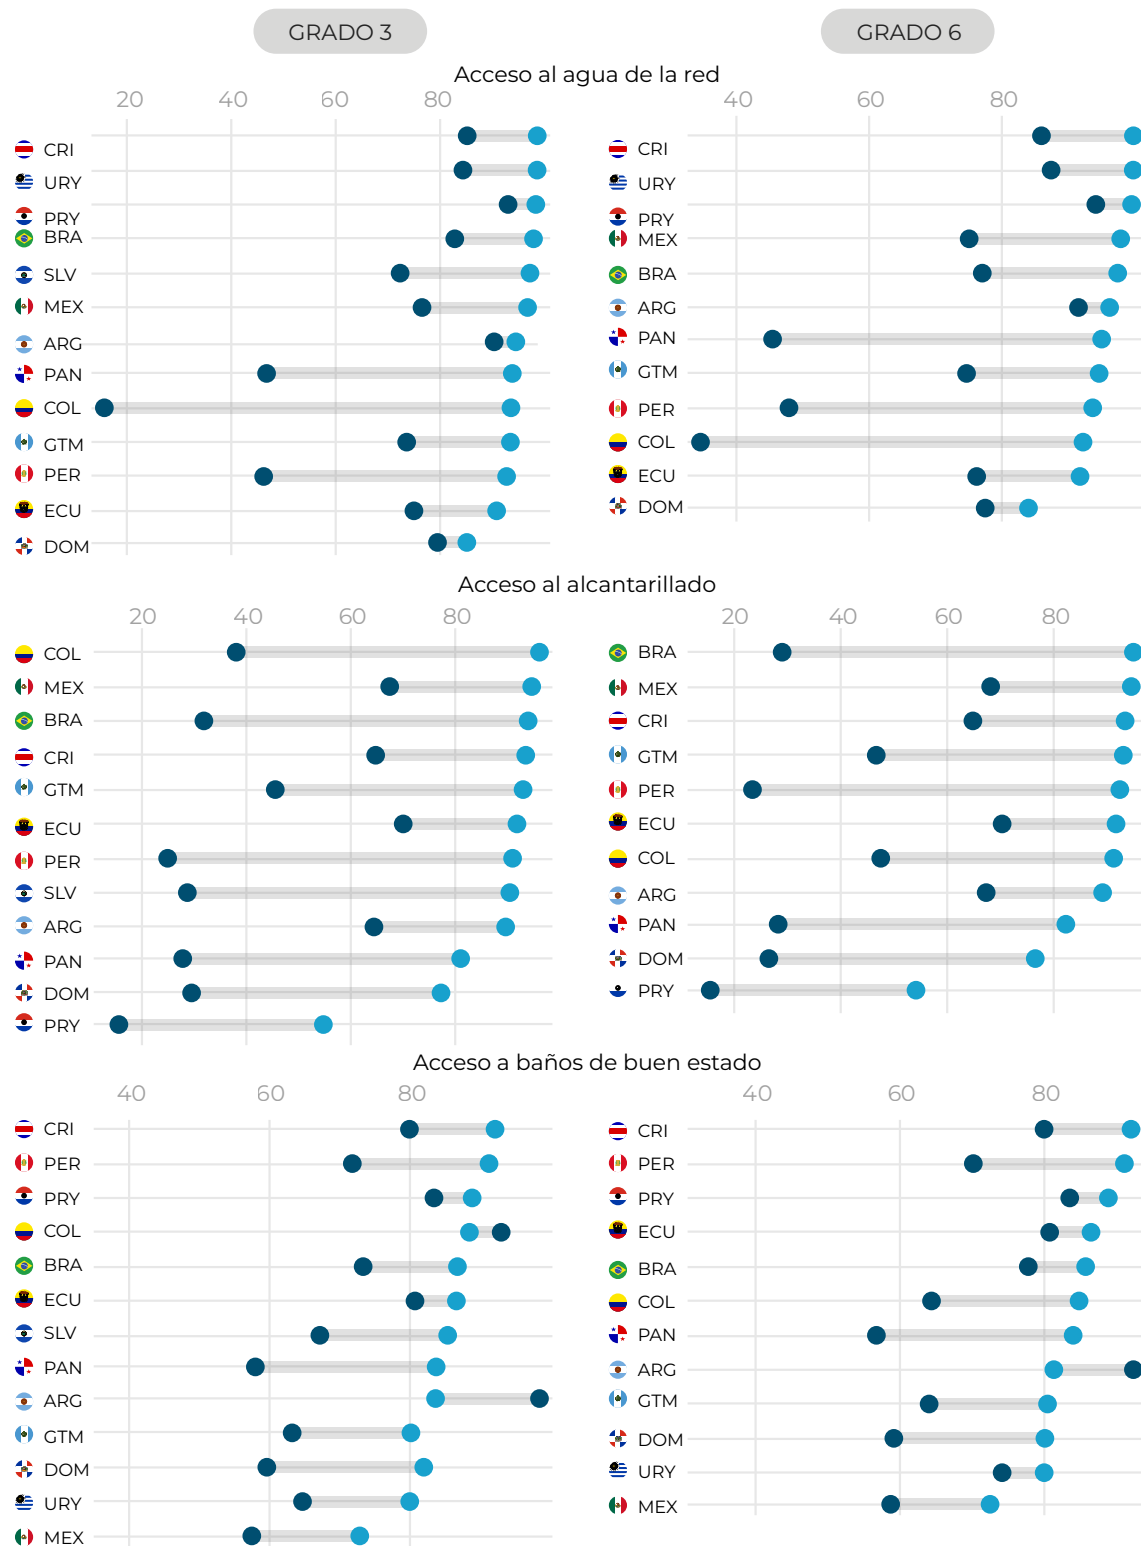 GRADO 3
GRADO 6
Acceso al agua de la red
20 40 60 80
40 60 80
CRI
URY
PRY
BRA
SLV
MEX
ARG
PAN
COL
GTM
PER
ECU
DOM
CRI
URY
PRY
MEX
BRA
ARG
PAN
GTM
PER
COL
ECU
DOM
Acceso al alcantarillado
20 40 60 80
20 40 60 80
COL
MEX
BRA
CRI
GTM
ECU
PER
SLV
ARG
PAN
DOM
PRY
BRA
MEX
CRI
GTM
PER
ECU
COL
ARG
PAN
DOM
PRY
Acceso a baños de buen estado
40 60 80
40 60 80
CRI
PER
PRY
COL
BRA
ECU
SLV
PAN
ARG
GTM
DOM
URY
MEX
CRI
PER
PRY
ECU
BRA
COL
PAN
ARG
GTM
DOM
URY
MEX